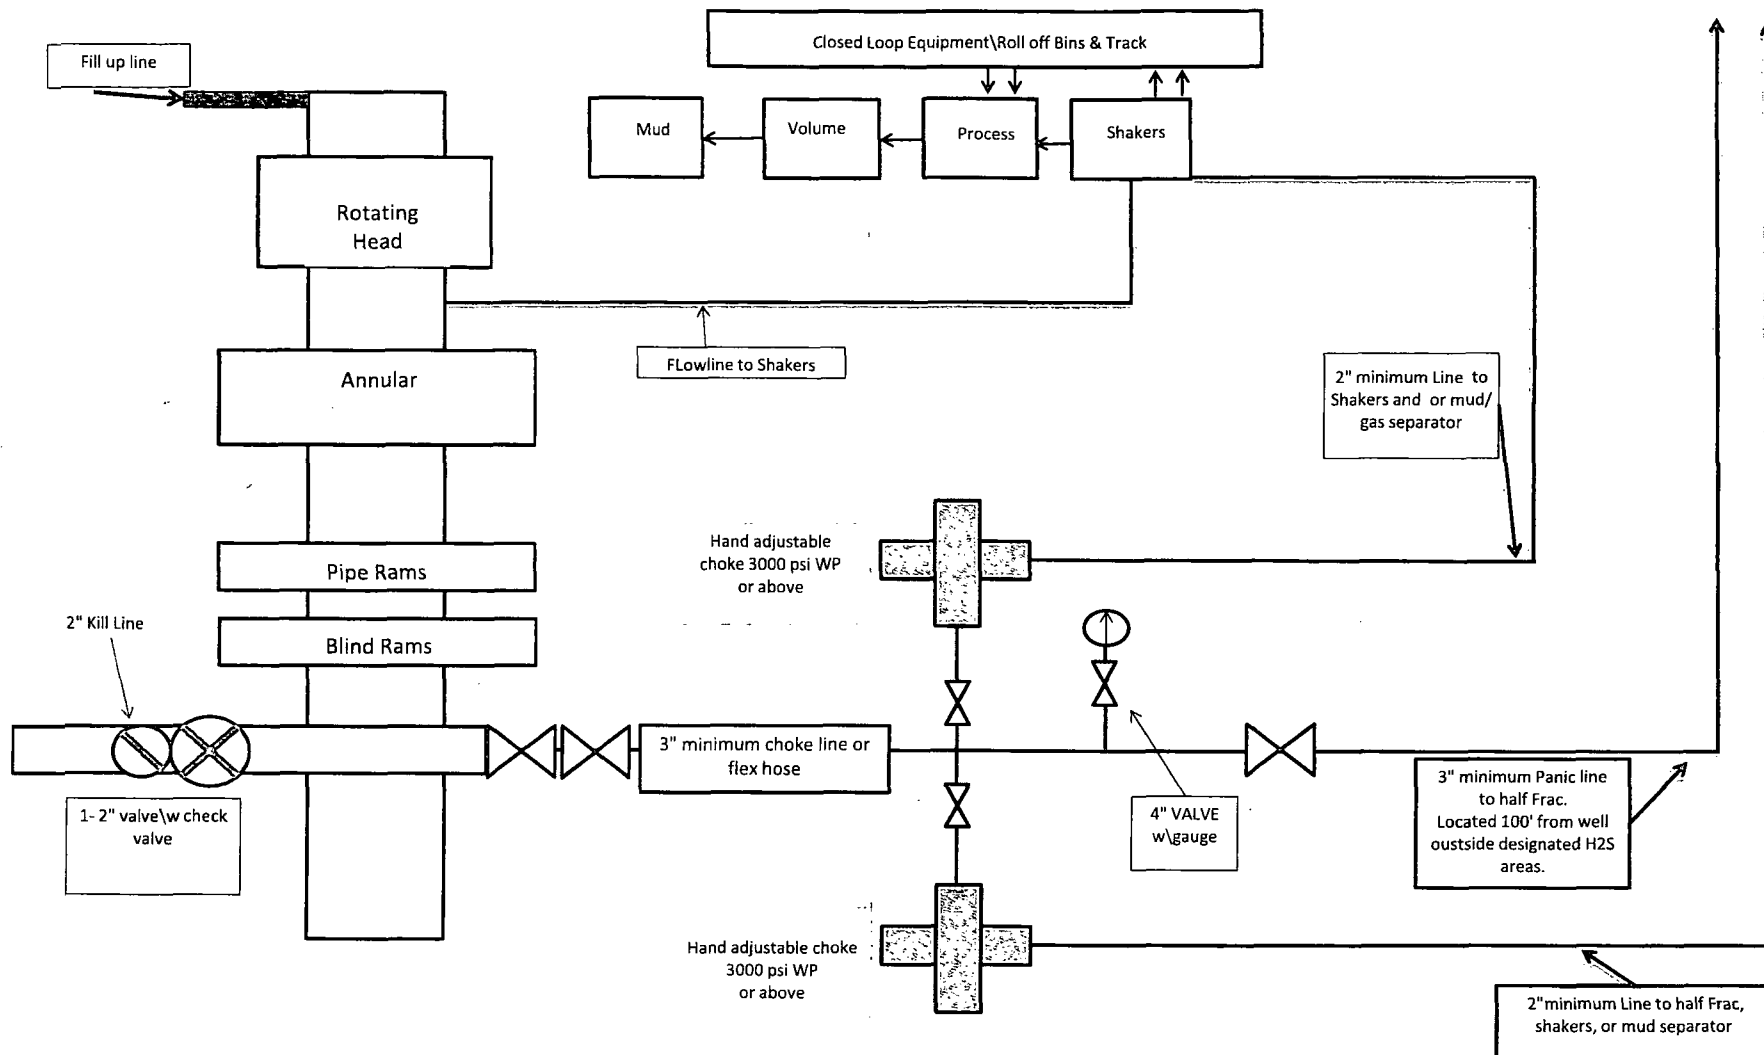 Closed Loop Equipment\Roll off Bins & Track
Fill up line
Mud
Volume
Process
Shakers
Rotating
Head
FLowline to Shakers
Annular
2" minimum Line to
Shakers and or mud/
gas separator
Hand adjustable
choke 3000 psi WP
or above
Pipe Rams
2" Kill Line
Blind Rams
3" minimum choke line or
flex hose
1- 2" valve\w check
valve
4" VALVE
w\gauge
3" minimum Panic line
to half Frac.
Located 100' from well
oustside designated H2S
areas.
Hand adjustable choke
3000 psi WP
or above
2"minimum Line to half Frac,
shakers, or mud separator